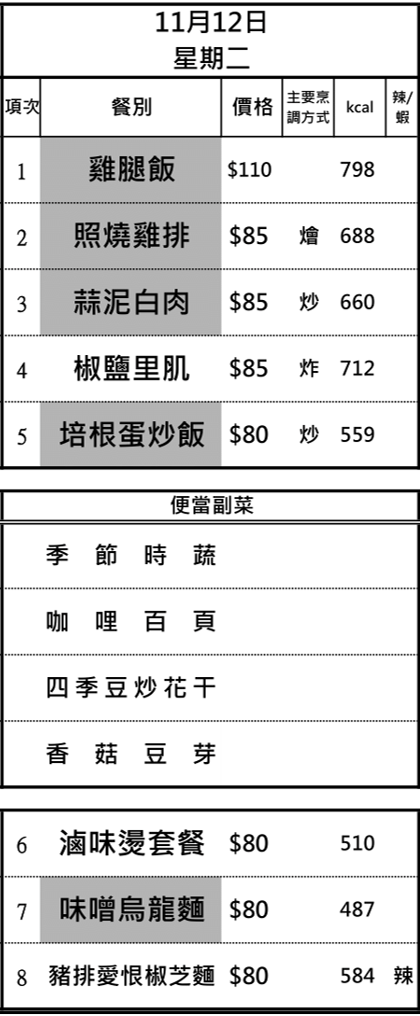 11月12日
星期二
項次 餐別 價格 主要烹調方式 kcal 辣/蝦
1 雞腿飯 $110 798
2 照燒雞排 $85 燴 688
3 蒜泥白肉 $85 炒 660
4 椒鹽里肌 $85 炸 712
5 培根蛋炒飯 $80 炒 559
便當副菜
季節時蔬
咖哩百頁
四季豆炒花干
香菇豆芽
6 滷味燙套餐 $80 510
7 味噌烏龍麵 $80 487
8 豬排愛恨椒芝麵 $80 584 辣